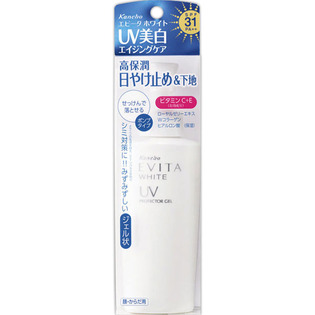 Kanebo
エビータ ホワイト
UV美白
エイジングケア
SPF
31
PA++
高保潤
日やけ止め&下地
せっけんで
落とせる
ポンプ
タイプ
ビタミンC•E
ローヤルゼリーエキス
コラーゲン
ヒアルロン酸
シミ対策に!!みずみずしい
ジェル状
Kanebo
EVITA
WHITE
UV
PROTECTOR GEL
顔・からだ用